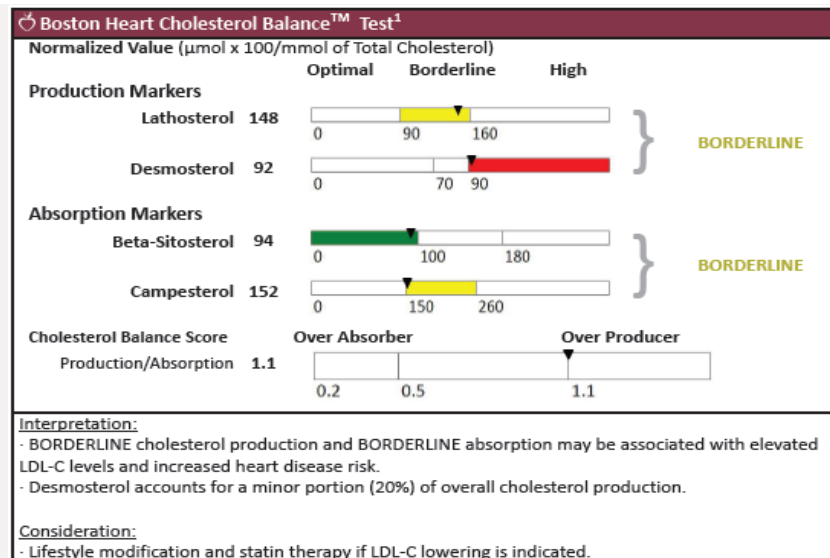 Boston Heart Cholesterol Balance™ Test¹
Normalized Value (µmol x 100/mmol of Total Cholesterol)
Optimal Borderline High
Production Markers
Lathosterol 148
0 90 160
BORDERLINE
Desmosterol 92
0 70 90
Absorption Markers
Beta-Sitosterol 94
0 100 180
BORDERLINE
Campesterol 152
0 150 260
Cholesterol Balance Score Over Absorber Over Producer
Production/Absorption 1.1
0.2 0.5 1.1
Interpretation:
· BORDERLINE cholesterol production and BORDERLINE absorption may be associated with elevated
LDL-C levels and increased heart disease risk.
· Desmosterol accounts for a minor portion (20%) of overall cholesterol production.
Consideration:
· Lifestyle modification and statin therapy if LDL-C lowering is indicated.